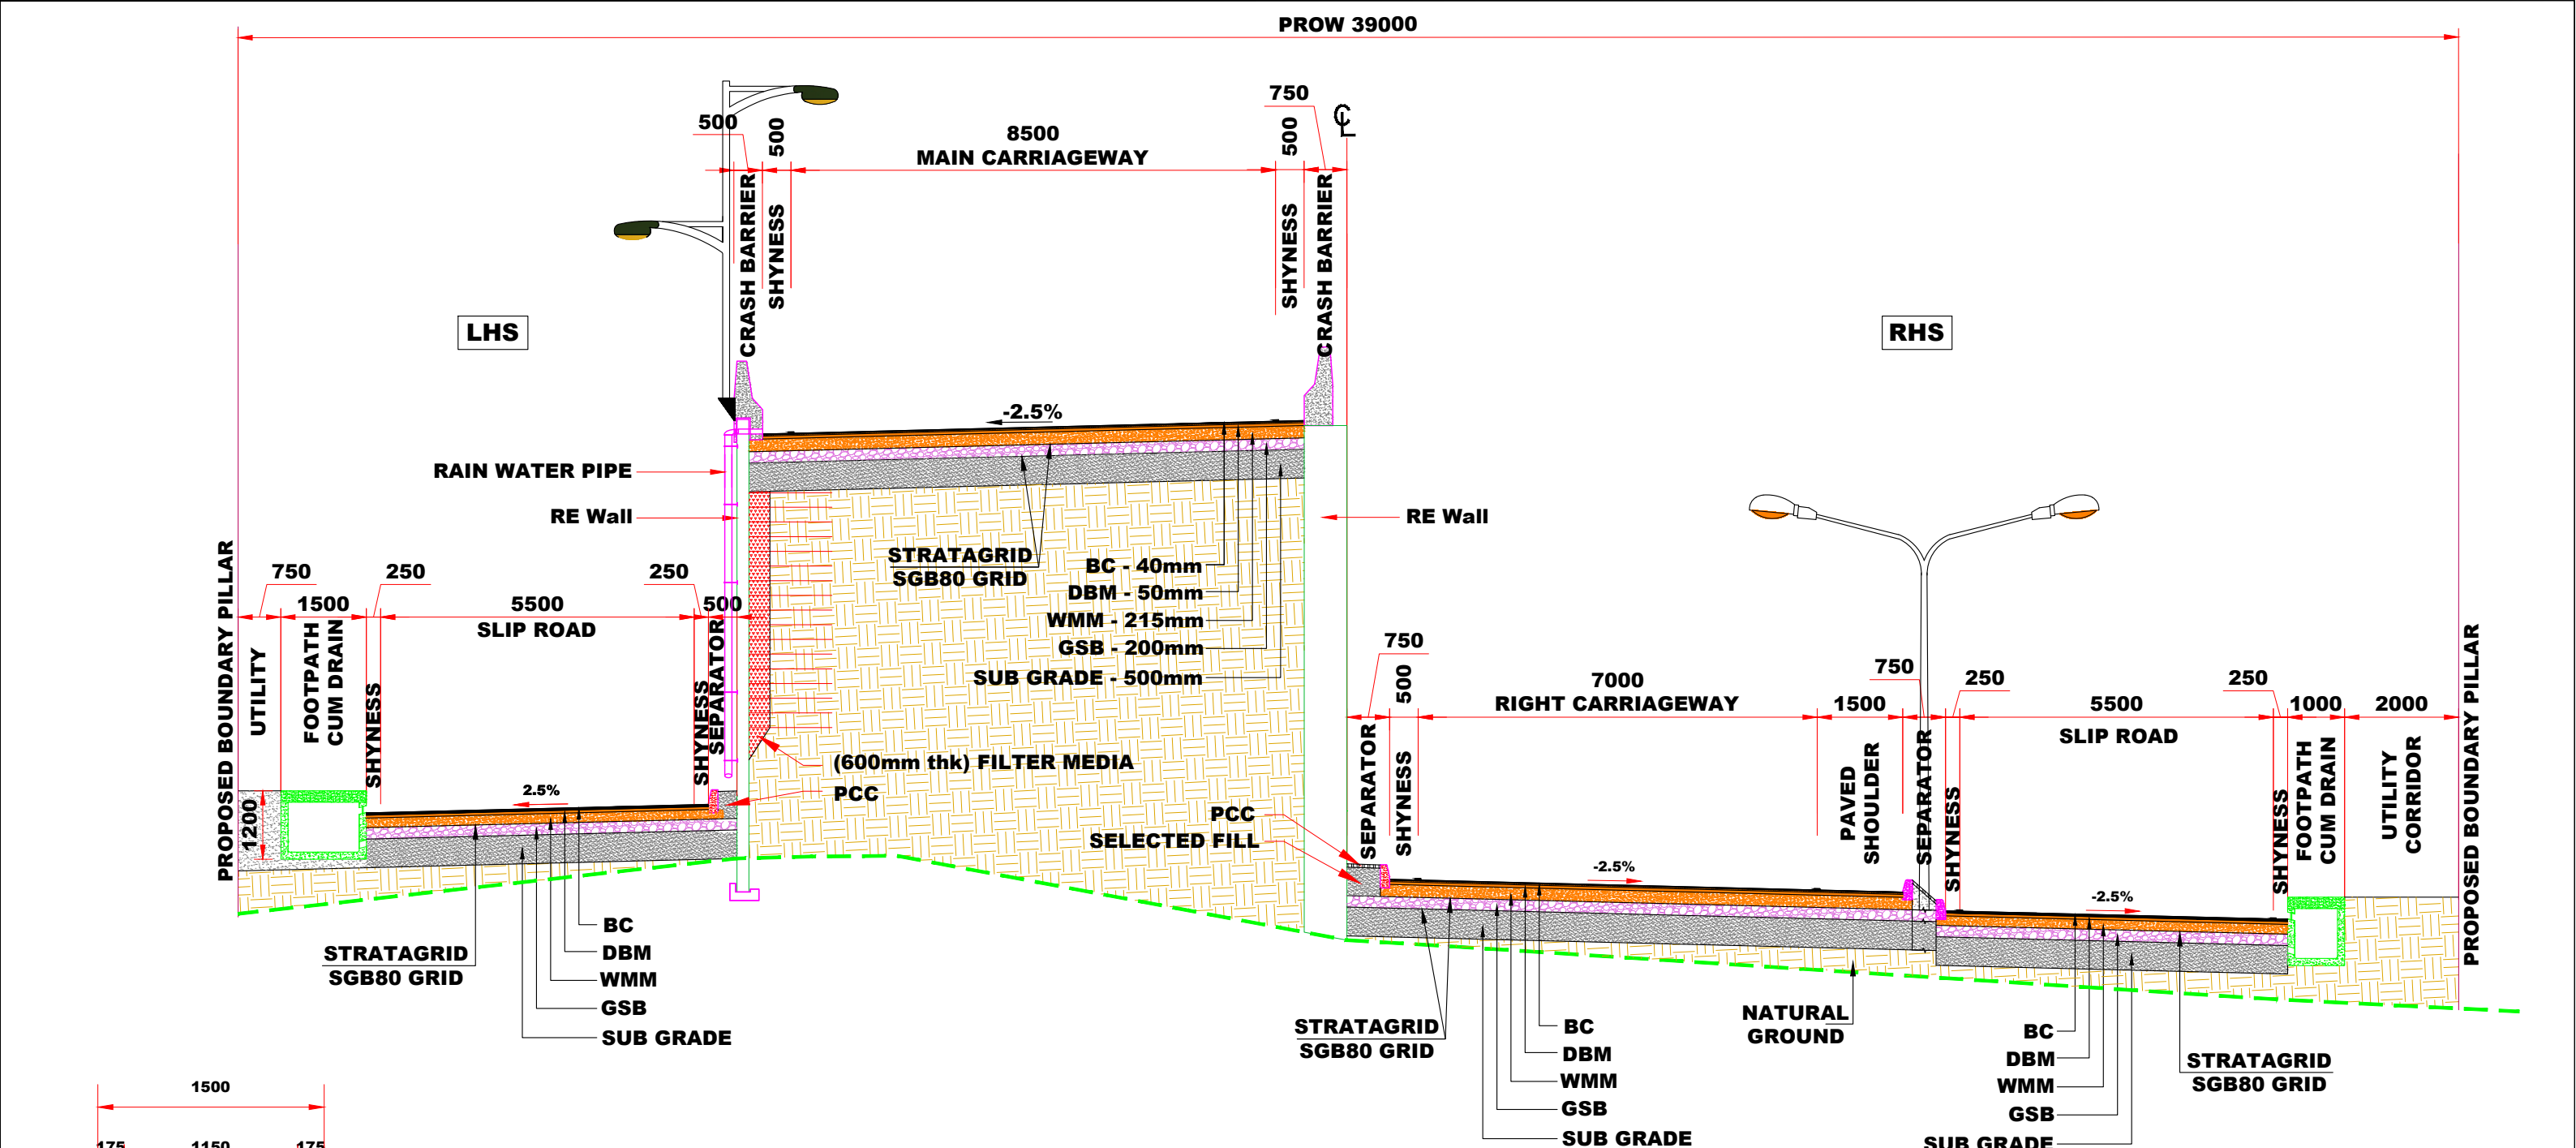 PROW 39000
750
500
500
8500
MAIN CARRIAGEWAY
500
CRASH BARRIER
SHYNESS
SHYNESS
CRASH BARRIER
LHS
RHS
-2.5%
RAIN WATER PIPE
RE Wall
RE Wall
STRATAGRID
SGB80 GRID
BC - 40mm
DBM - 50mm
WMM - 215mm
GSB - 200mm
SUB GRADE - 500mm
PROPOSED BOUNDARY PILLAR
750
1500
250
5500
SLIP ROAD
250
500
UTILITY
FOOTPATH
CUM DRAIN
SHYNESS
SHYNESS
SEPARATOR
1200
2.5%
(600mm thk) FILTER MEDIA
PCC
BC
DBM
WMM
GSB
SUB GRADE
STRATAGRID
SGB80 GRID
750
500
7000
RIGHT CARRIAGEWAY
1500
750
250
5500
SLIP ROAD
250
1000
2000
SEPARATOR
SHYNESS
PAVED
SHOULDER
SEPARATOR
SHYNESS
SHYNESS
FOOTPATH
CUM DRAIN
UTILITY
CORRIDOR
PROPOSED BOUNDARY PILLAR
PCC
SELECTED FILL
-2.5%
-2.5%
STRATAGRID
SGB80 GRID
BC
DBM
WMM
GSB
SUB GRADE
NATURAL
GROUND
BC
DBM
WMM
GSB
SUB GRADE
STRATAGRID
SGB80 GRID
1500
175
1150
175